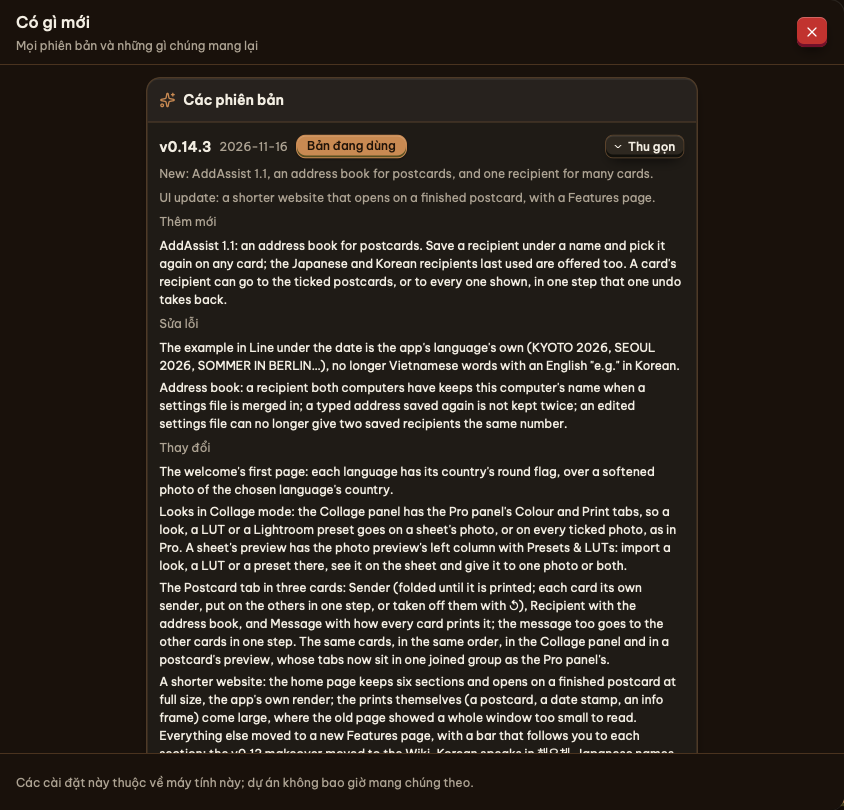 Có gì mới
Mọi phiên bản và những gì chúng mang lại
Các phiên bản
v0.14.3 2026-11-16 Bản đang dùng Thu gọn
New: AddAssist 1.1, an address book for postcards, and one recipient for many cards.
UI update: a shorter website that opens on a finished postcard, with a Features page.
Thêm mới
AddAssist 1.1: an address book for postcards. Save a recipient under a name and pick it
again on any card; the Japanese and Korean recipients last used are offered too. A card's
recipient can go to the ticked postcards, or to every one shown, in one step that one undo
takes back.
Sửa lỗi
The example in Line under the date is the app's language's own (KYOTO 2026, SEOUL
2026, SOMMER IN BERLIN…), no longer Vietnamese words with an English "e.g." in Korean.
Address book: a recipient both computers have keeps this computer's name when a
settings file is merged in; a typed address saved again is not kept twice; an edited
settings file can no longer give two saved recipients the same number.
Thay đổi
The welcome's first page: each language has its country's round flag, over a softened
photo of the chosen language's country.
Looks in Collage mode: the Collage panel has the Pro panel's Colour and Print tabs, so a
look, a LUT or a Lightroom preset goes on a sheet's photo, or on every ticked photo, as in
Pro. A sheet's preview has the photo preview's left column with Presets & LUTs: import a
look, a LUT or a preset there, see it on the sheet and give it to one photo or both.
The Postcard tab in three cards: Sender (folded until it is printed; each card its own
sender, put on the others in one step, or taken off them with ↺), Recipient with the
address book, and Message with how every card prints it; the message too goes to the
other cards in one step. The same cards, in the same order, in the Collage panel and in a
postcard's preview, whose tabs now sit in one joined group as the Pro panel's.
A shorter website: the home page keeps six sections and opens on a finished postcard at
full size, the app's own render; the prints themselves (a postcard, a date stamp, an info
frame) come large, where the old page showed a whole window too small to read.
Everything else moved to a new Features page, with a bar that follows you to each
section; the v0.12 makeover moved to the Wiki. Korean speaks in 해요체, Japanese names
Các cài đặt này thuộc về máy tính này; dự án không bao giờ mang chúng theo.